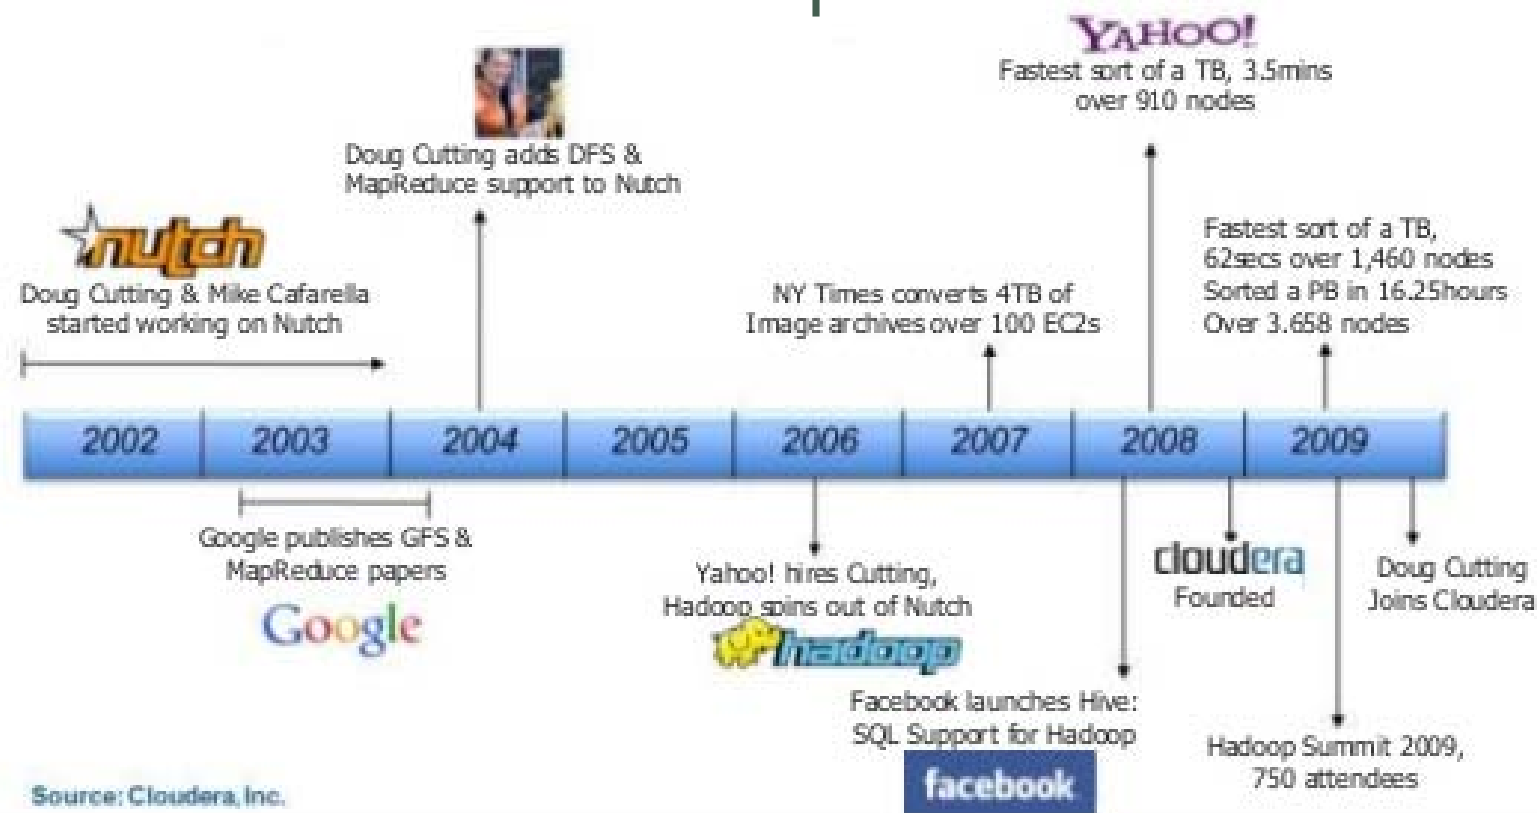 YAHOO!
Fastest sort of a TB, 3.5mins
over 910 nodes
Doug Cutting adds DFS &
MapReduce support to Nutch
nutch
Doug Cutting & Mike Cafarella
started working on Nutch
NY Times converts 4TB of
Image archives over 100 EC2s
Fastest sort of a TB,
62secs over 1,460 nodes
Sorted a PB in 16.25hours
Over 3.658 nodes
2002 2003 2004 2005 2006 2007 2008 2009
Google publishes GFS &
MapReduce papers
Google
Yahoo! hires Cutting,
Hadoop spins out of Nutch
hadoop
Facebook launches Hive:
SQL Support for Hadoop
facebook
cloudera
Founded
Hadoop Summit 2009,
750 attendees
Doug Cutting
Joins Cloudera
Source: Cloudera, Inc.